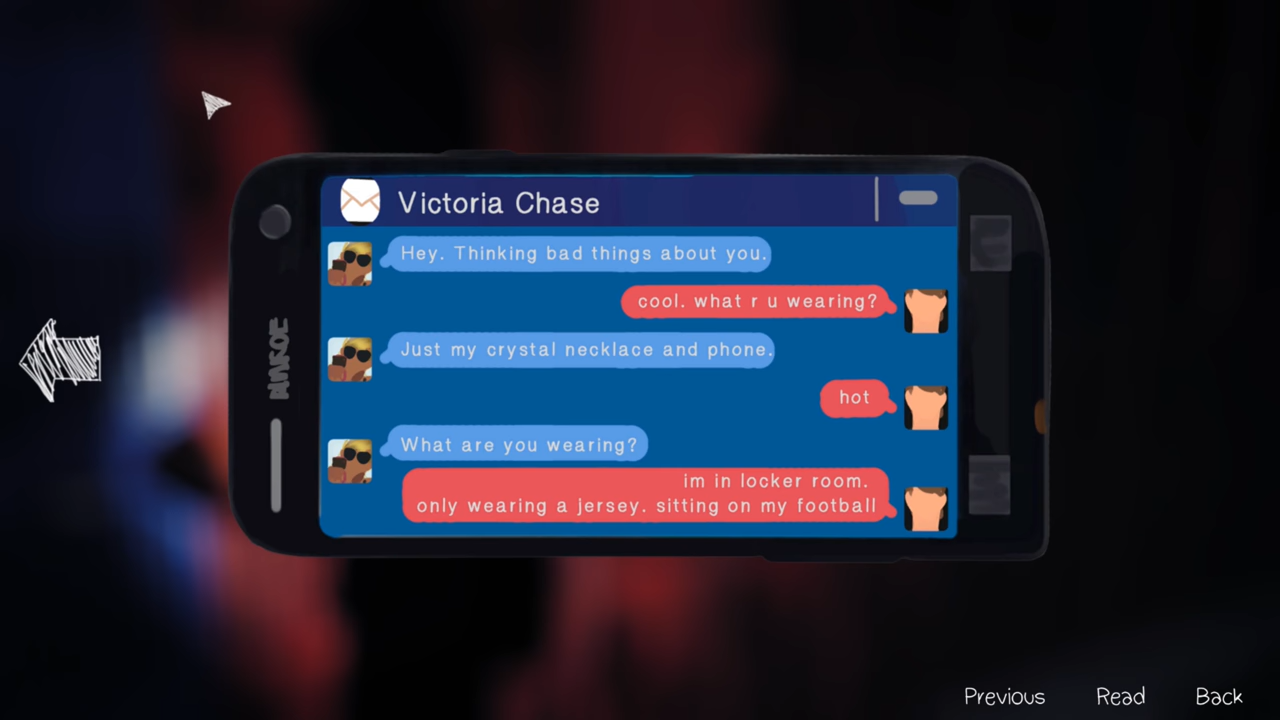 Victoria Chase
Hey. Thinking bad things about you.
cool. what r u wearing?
Just my crystal necklace and phone.
hot
What are you wearing?
im in locker room.
only wearing a jersey. sitting on my football
Previous Read Back